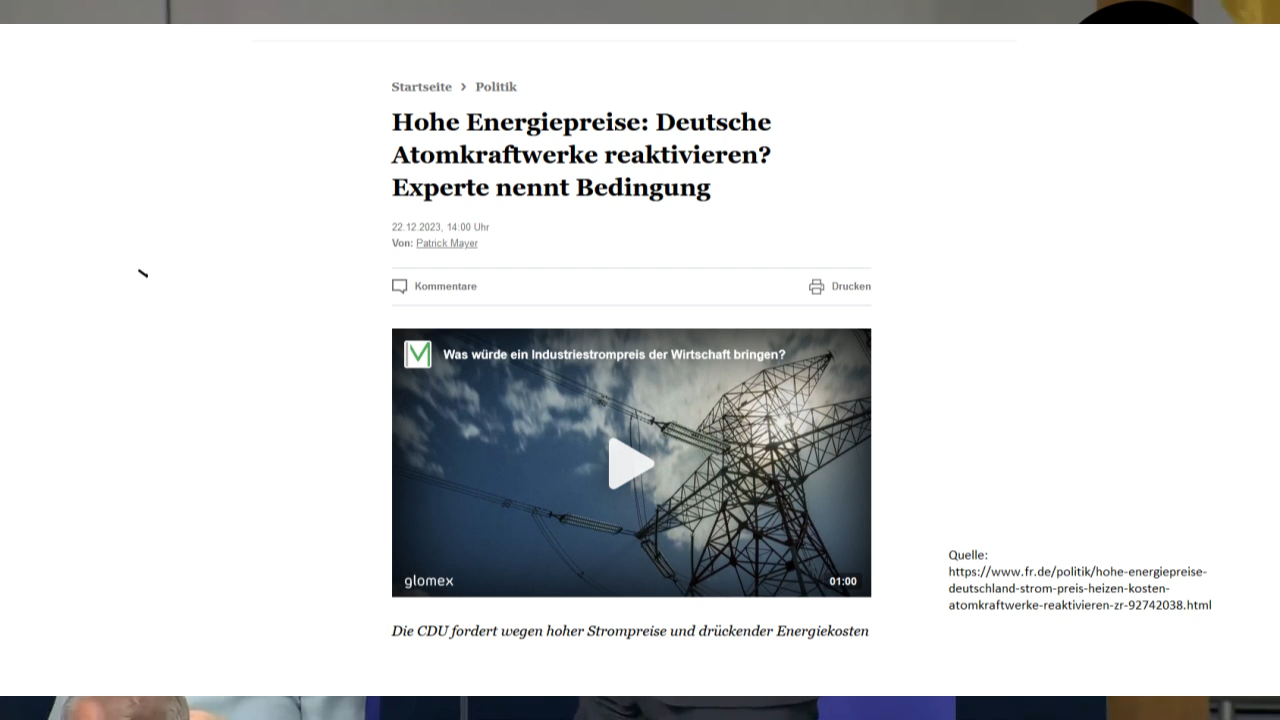 Startseite > Politik
Hohe Energiepreise: Deutsche
Atomkraftwerke reaktivieren?
Experte nennt Bedingung
22.12.2023, 14:00 Uhr
Von: Patrick Mayer
Kommentare
Drucken
Was würde ein Industriestrompreis der Wirtschaft bringen?
glomex
01:00
Quelle:
https://www.fr.de/politik/hohe-energiepreise-
deutschland-strom-preis-heizen-kosten-
atomkraftwerke-reaktivieren-zr-92742038.html
Die CDU fordert wegen hoher Strompreise und drückender Energiekosten